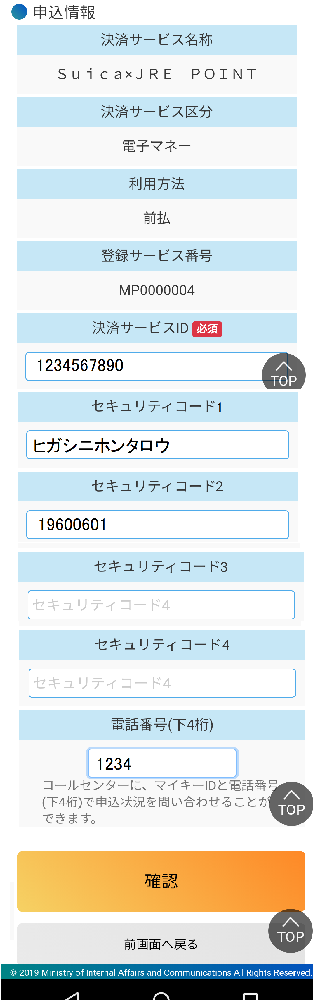 申込情報
決済サービス名称
Ｓｕｉｃａ×ＪＲＥ　ＰＯＩＮＴ
決済サービス区分
電子マネー
利用方法
前払
登録サービス番号
MP0000004
決済サービスID 必須
1234567890
TOP
セキュリティコード1
ヒガシニホンタロウ
セキュリティコード2
19600601
セキュリティコード3
セキュリティコード4
セキュリティコード4
セキュリティコード4
電話番号(下4桁)
1234
コールセンターに、マイキーIDと電話番号
(下4桁)で申込状況を問い合わせることが
できます。
TOP
確認
TOP
前画面へ戻る
© 2019 Ministry of Internal Affairs and Communications All Rights Reserved.